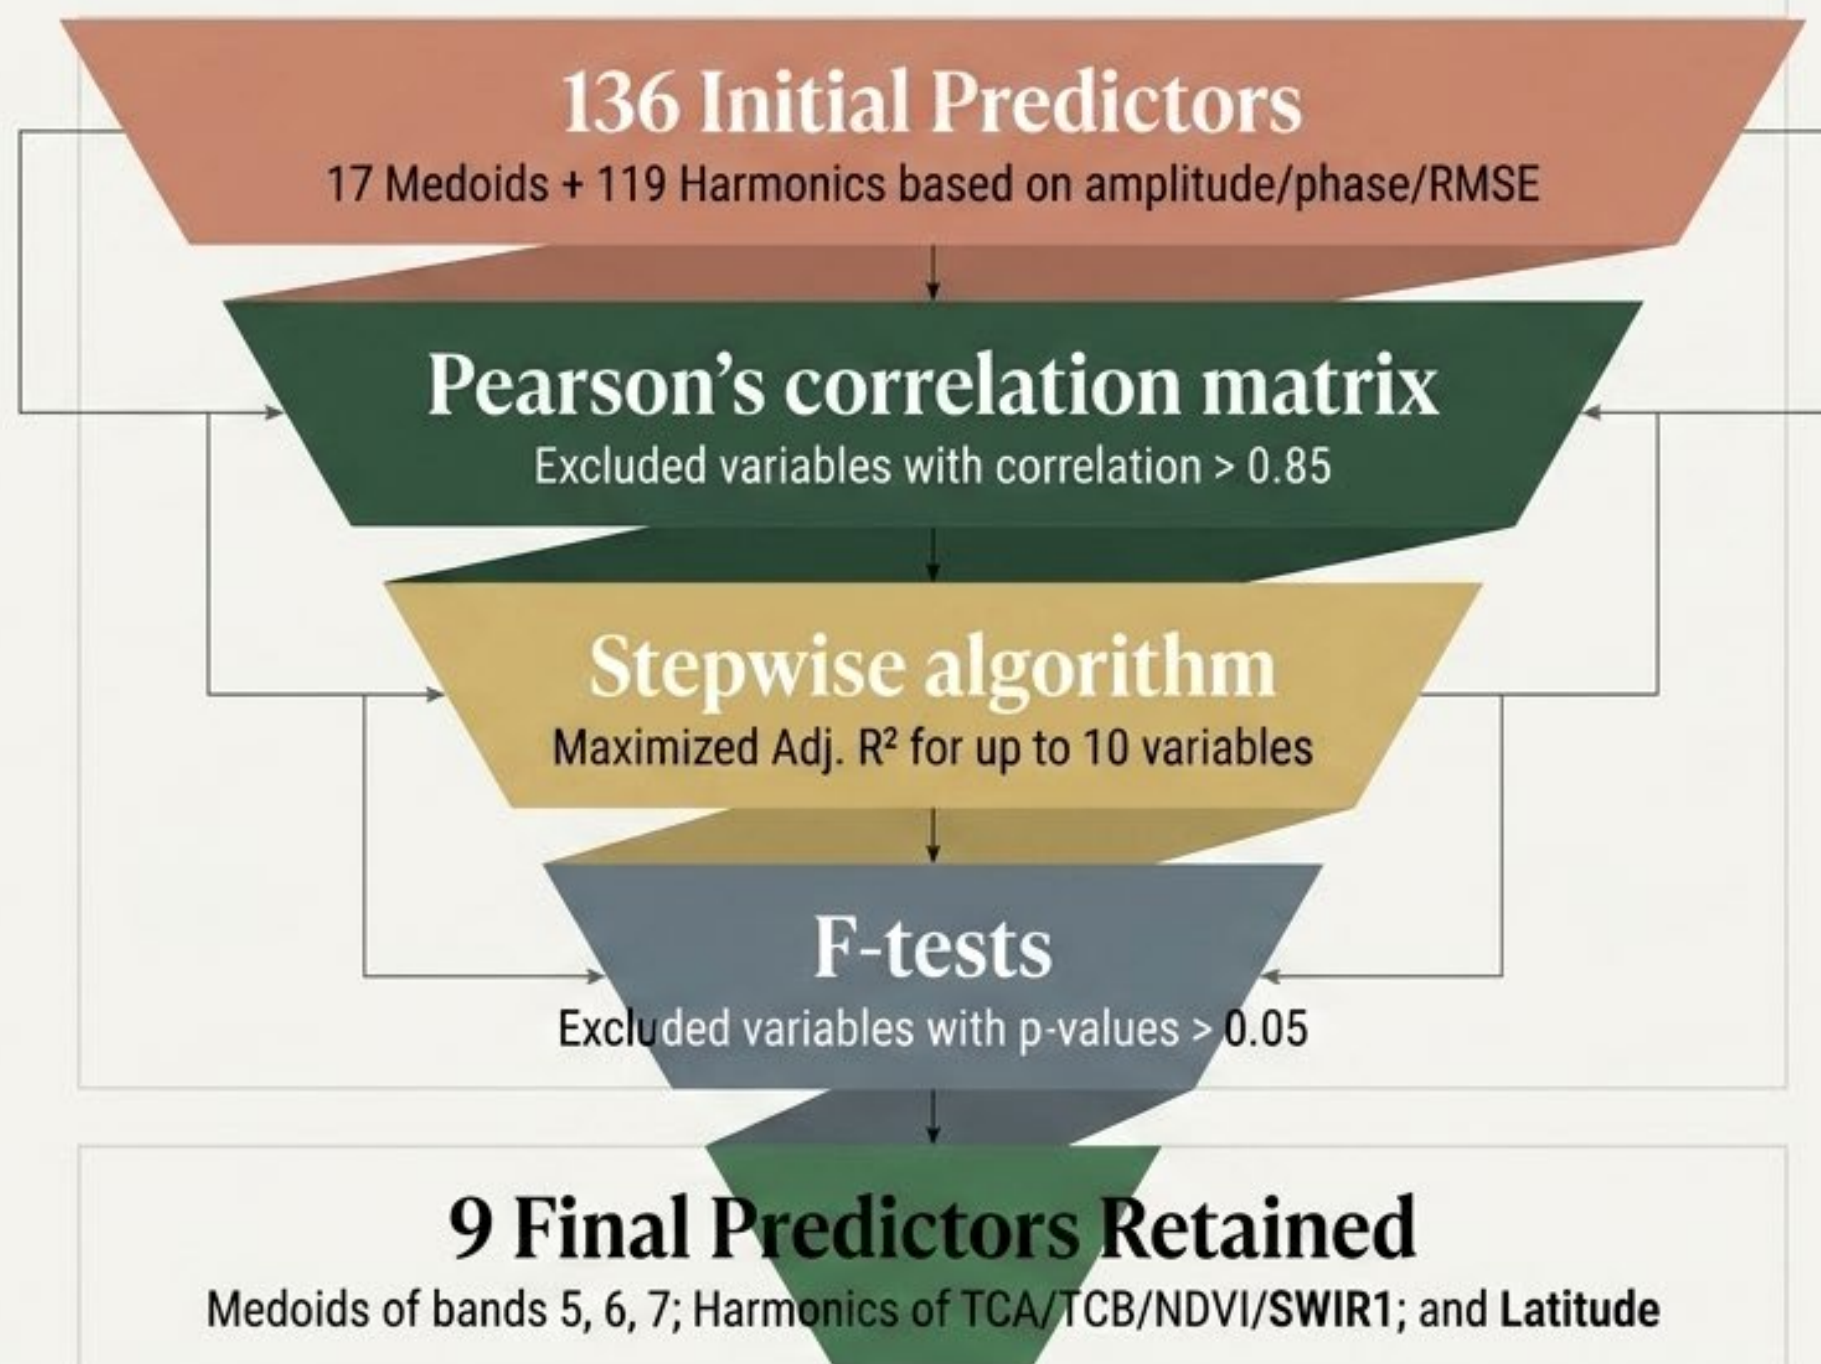 136 Initial Predictors
17 Medoids + 119 Harmonics based on amplitude/phase/RMSE
Pearson’s correlation matrix
Excluded variables with correlation > 0.85
Stepwise algorithm
Maximized Adj. R² for up to 10 variables
F-tests
Excluded variables with p-values > 0.05
9 Final Predictors Retained
Medoids of bands 5, 6, 7; Harmonics of TCA/TCB/NDVI/SWIR1; and Latitude